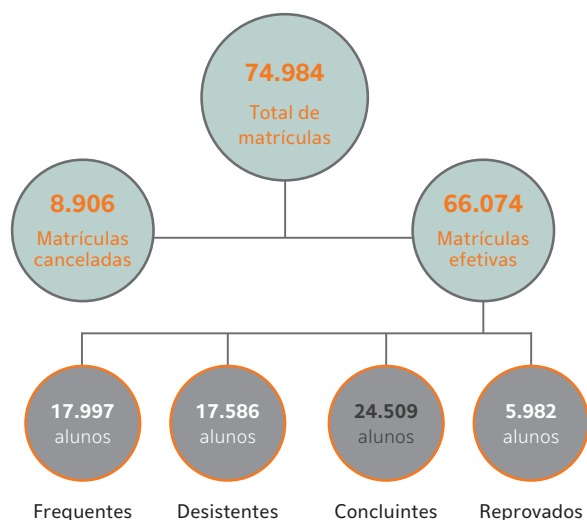 74.984
Total de
matrículas
8.906
Matrículas
canceladas
66.074
Matrículas
efetivas
17.997
alunos
17.586
alunos
24.509
alunos
5.982
alunos
Frequentes
Desistentes
Concluintes
Reprovados